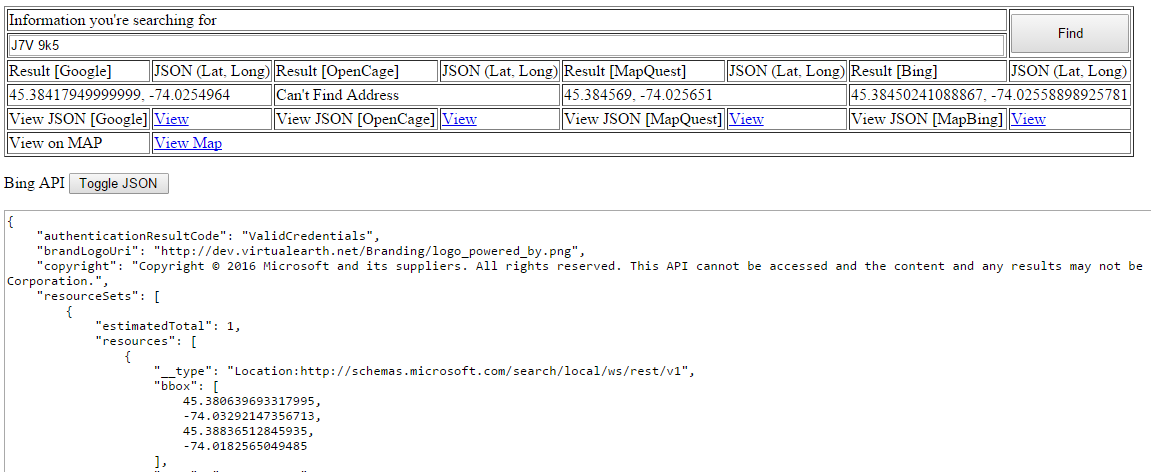 Information you're searching for
Find
J7V 9k5
Result [Google] JSON (Lat, Long) Result [OpenCage] JSON (Lat, Long) Result [MapQuest] JSON (Lat, Long) Result [Bing] JSON (Lat, Long)
45.38417949999999, -74.0254964 Can't Find Address 45.384569, -74.025651 45.38450241088867, -74.02558898925781
View JSON [Google] View View JSON [OpenCage] View View JSON [MapQuest] View View JSON [MapBing] View
View on MAP View Map
Bing API Toggle JSON
{
"authenticationResultCode": "ValidCredentials",
"brandLogoUri": "http://dev.virtualearth.net/Branding/logo_powered_by.png",
"copyright": "Copyright © 2016 Microsoft and its suppliers. All rights reserved. This API cannot be accessed and the content and any results may not be
Corporation.",
"resourceSets": [
{
"estimatedTotal": 1,
"resources": [
{
"__type": "Location:http://schemas.microsoft.com/search/local/ws/rest/v1",
"bbox": [
45.380639693317995,
-74.03292147356713,
45.38836512845935,
-74.0182565049485
],